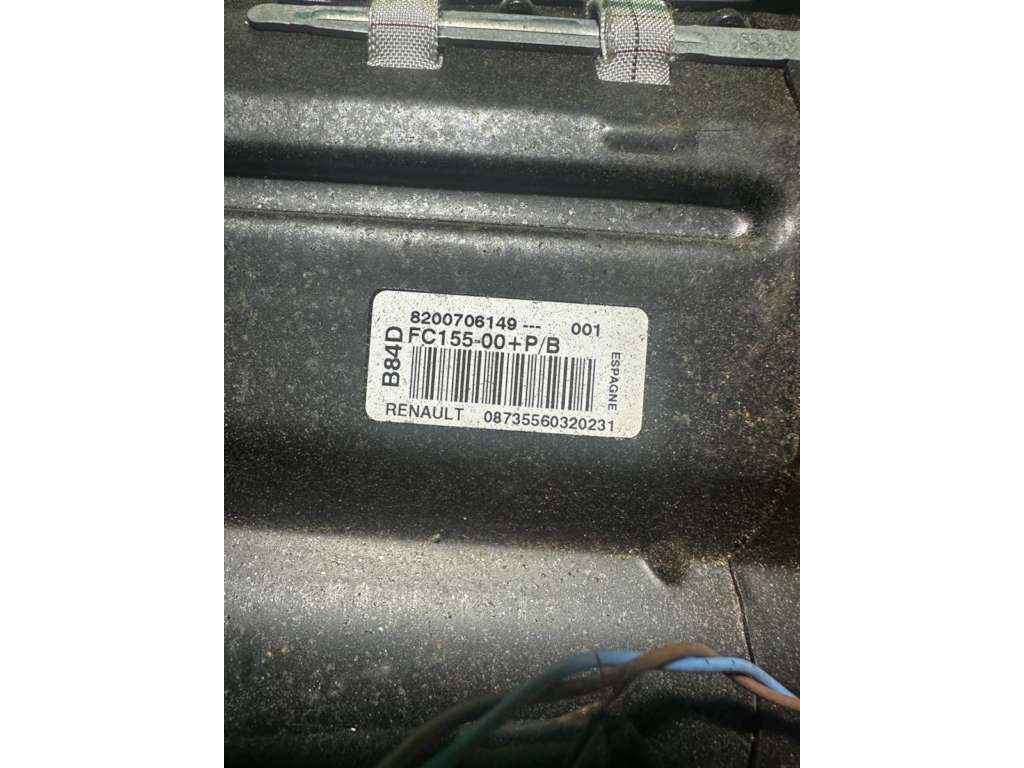 8200706149--- 001
B84D
FC155-00+P/B
ESPAGNE
RENAULT 08735560320231